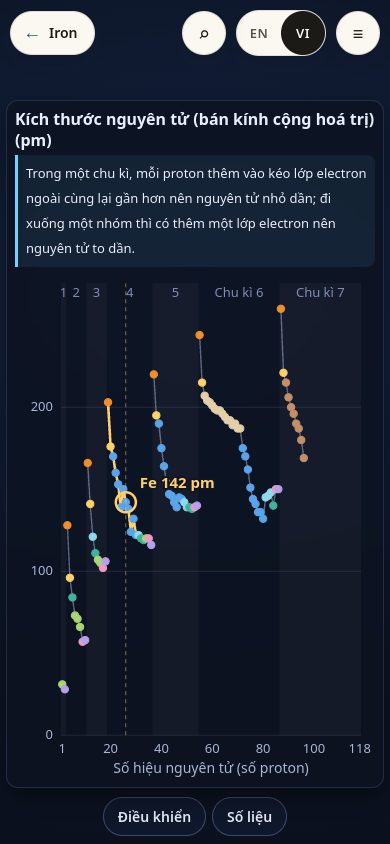 ← Iron
EN
VI
≡
Kích thước nguyên tử (bán kính cộng hoá trị)
(pm)
Trong một chu kì, mỗi proton thêm vào kéo lớp electron
ngoài cùng lại gần hơn nên nguyên tử nhỏ dần; đi
xuống một nhóm thì có thêm một lớp electron nên
nguyên tử to dần.
1 2 3 4 5 Chu kì 6 Chu kì 7
200
Fe 142 pm
100
0
1 20 40 60 80 100 118
Số hiệu nguyên tử (số proton)
Điều khiển
Số liệu